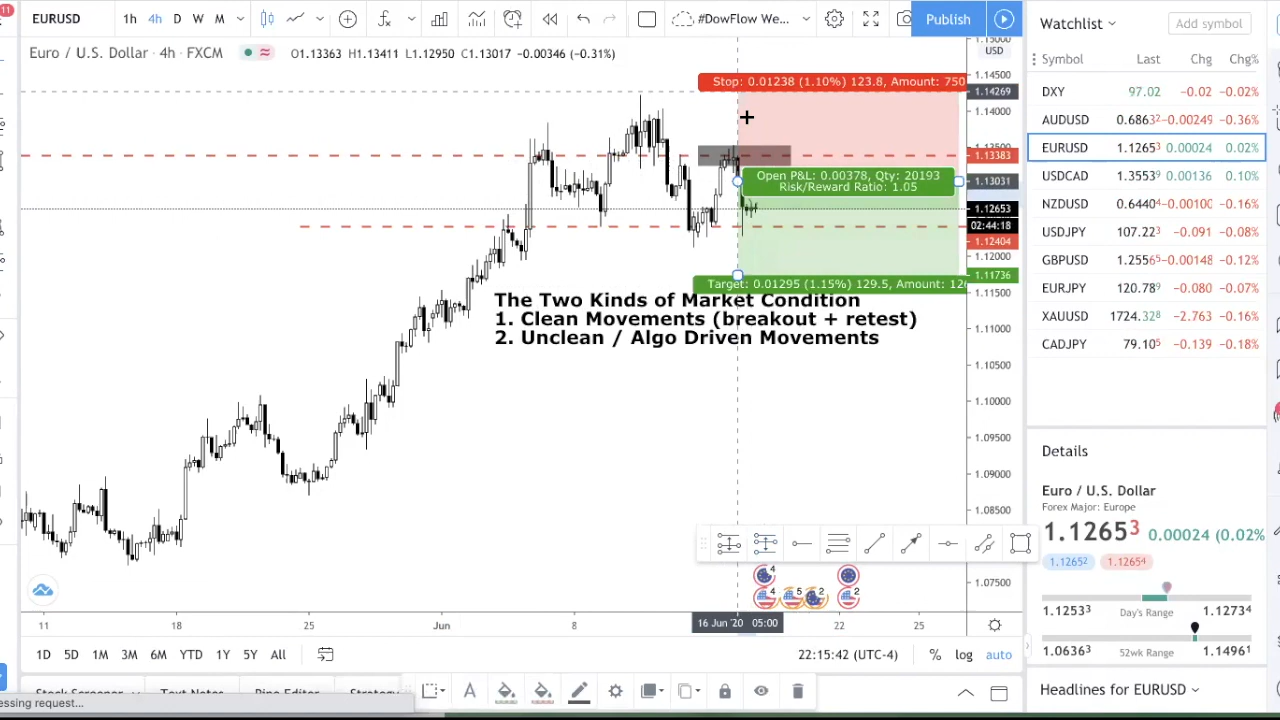 11
EURUSD
1h
4h
D
W
M
#DowFlow We...
Publish
Euro / U.S. Dollar • 4h • FXCM
H1.13411 L1.12950 C1.13017 −0.00346 (−0.31%)
Stop: 0.01238 (1.10%) 123.8, Amount: 750
Open P&L: 0.00378, Qty: 20193
Risk/Reward Ratio: 1.05
Target: 0.01295 (1.15%) 129.5, Amount:
The Two Kinds of Market Condition
1. Clean Movements (breakout + retest)
2. Unclean / Algo Driven Movements
USD
1.14500
1.14269
1.14000
1.13383
1.13031
1.12653
02:44:18
1.12404
1.12000
1.11736
1.11500
1.11000
1.10500
1.10000
1.09500
1.09000
1.08500
1.07500
4
4
5
2
2
11
18
25
Jun
8
16 Jun '20 05:00
22
25
1D
5D
1M
3M
6M
YTD
1Y
5Y
All
22:15:42 (UTC-4)
%
log
auto
Stock Screener
Text Notes
Pine Editor
Strategy
essing request...
Watchlist
Add symbol
Symbol Last Chg Chg%
DXY 97.02 −0.02 −0.02%
AUDUSD 0.68632 −0.00249 −0.36%
EURUSD 1.12653 0.00024 0.02%
USDCAD 1.35539 0.00136 0.10%
NZDUSD 0.64404 −0.00100 −0.16%
USDJPY 107.223 −0.091 −0.08%
GBPUSD 1.25565 −0.00148 −0.12%
EURJPY 120.789 −0.080 −0.07%
XAUUSD 1724.328 −2.763 −0.16%
CADJPY 79.105 −0.139 −0.18%
Details
Euro / U.S. Dollar
Forex Major: Europe
1.12653 0.00024 (0.02%
1.12652
1.12654
1.12533 Day's Range 1.12734
1.06363 52wk Range 1.14961
Headlines for EURUSD